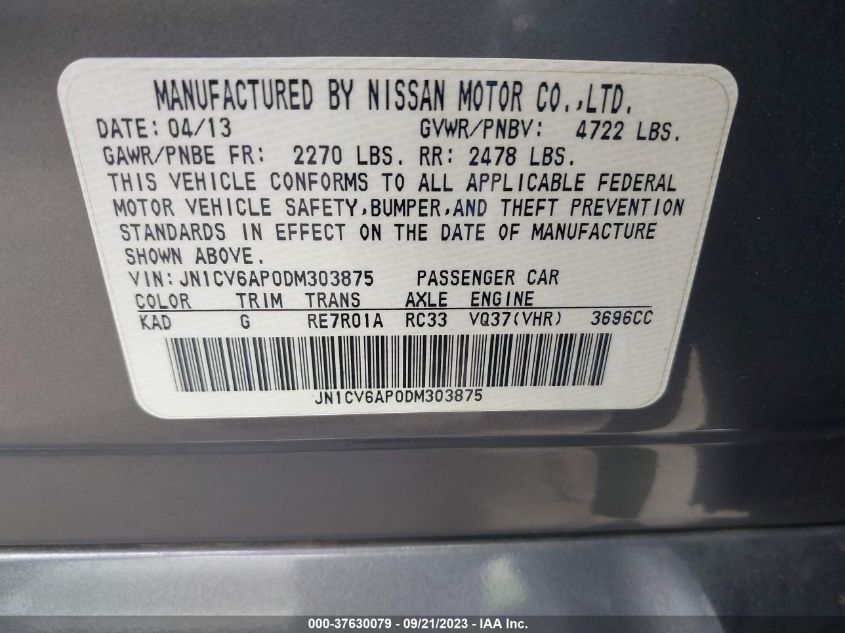 MANUFACTURED BY NISSAN MOTOR CO.,LTD.
DATE: 04/13 GVWR/PNBV: 4722 LBS.
GAWR/PNBE FR: 2270 LBS. RR: 2478 LBS.
THIS VEHICLE CONFORMS TO ALL APPLICABLE FEDERAL
MOTOR VEHICLE SAFETY,BUMPER,AND THEFT PREVENTION
STANDARDS IN EFFECT ON THE DATE OF MANUFACTURE
SHOWN ABOVE.
VIN:JN1CV6AP0DM303875 PASSENGER CAR
COLOR TRIM TRANS AXLE ENGINE
KAD G RE7R01A RC33 VQ37(VHR) 3696CC
JN1CV6AP0DM303875
000-37630079 - 09/21/2023 - IAA Inc.